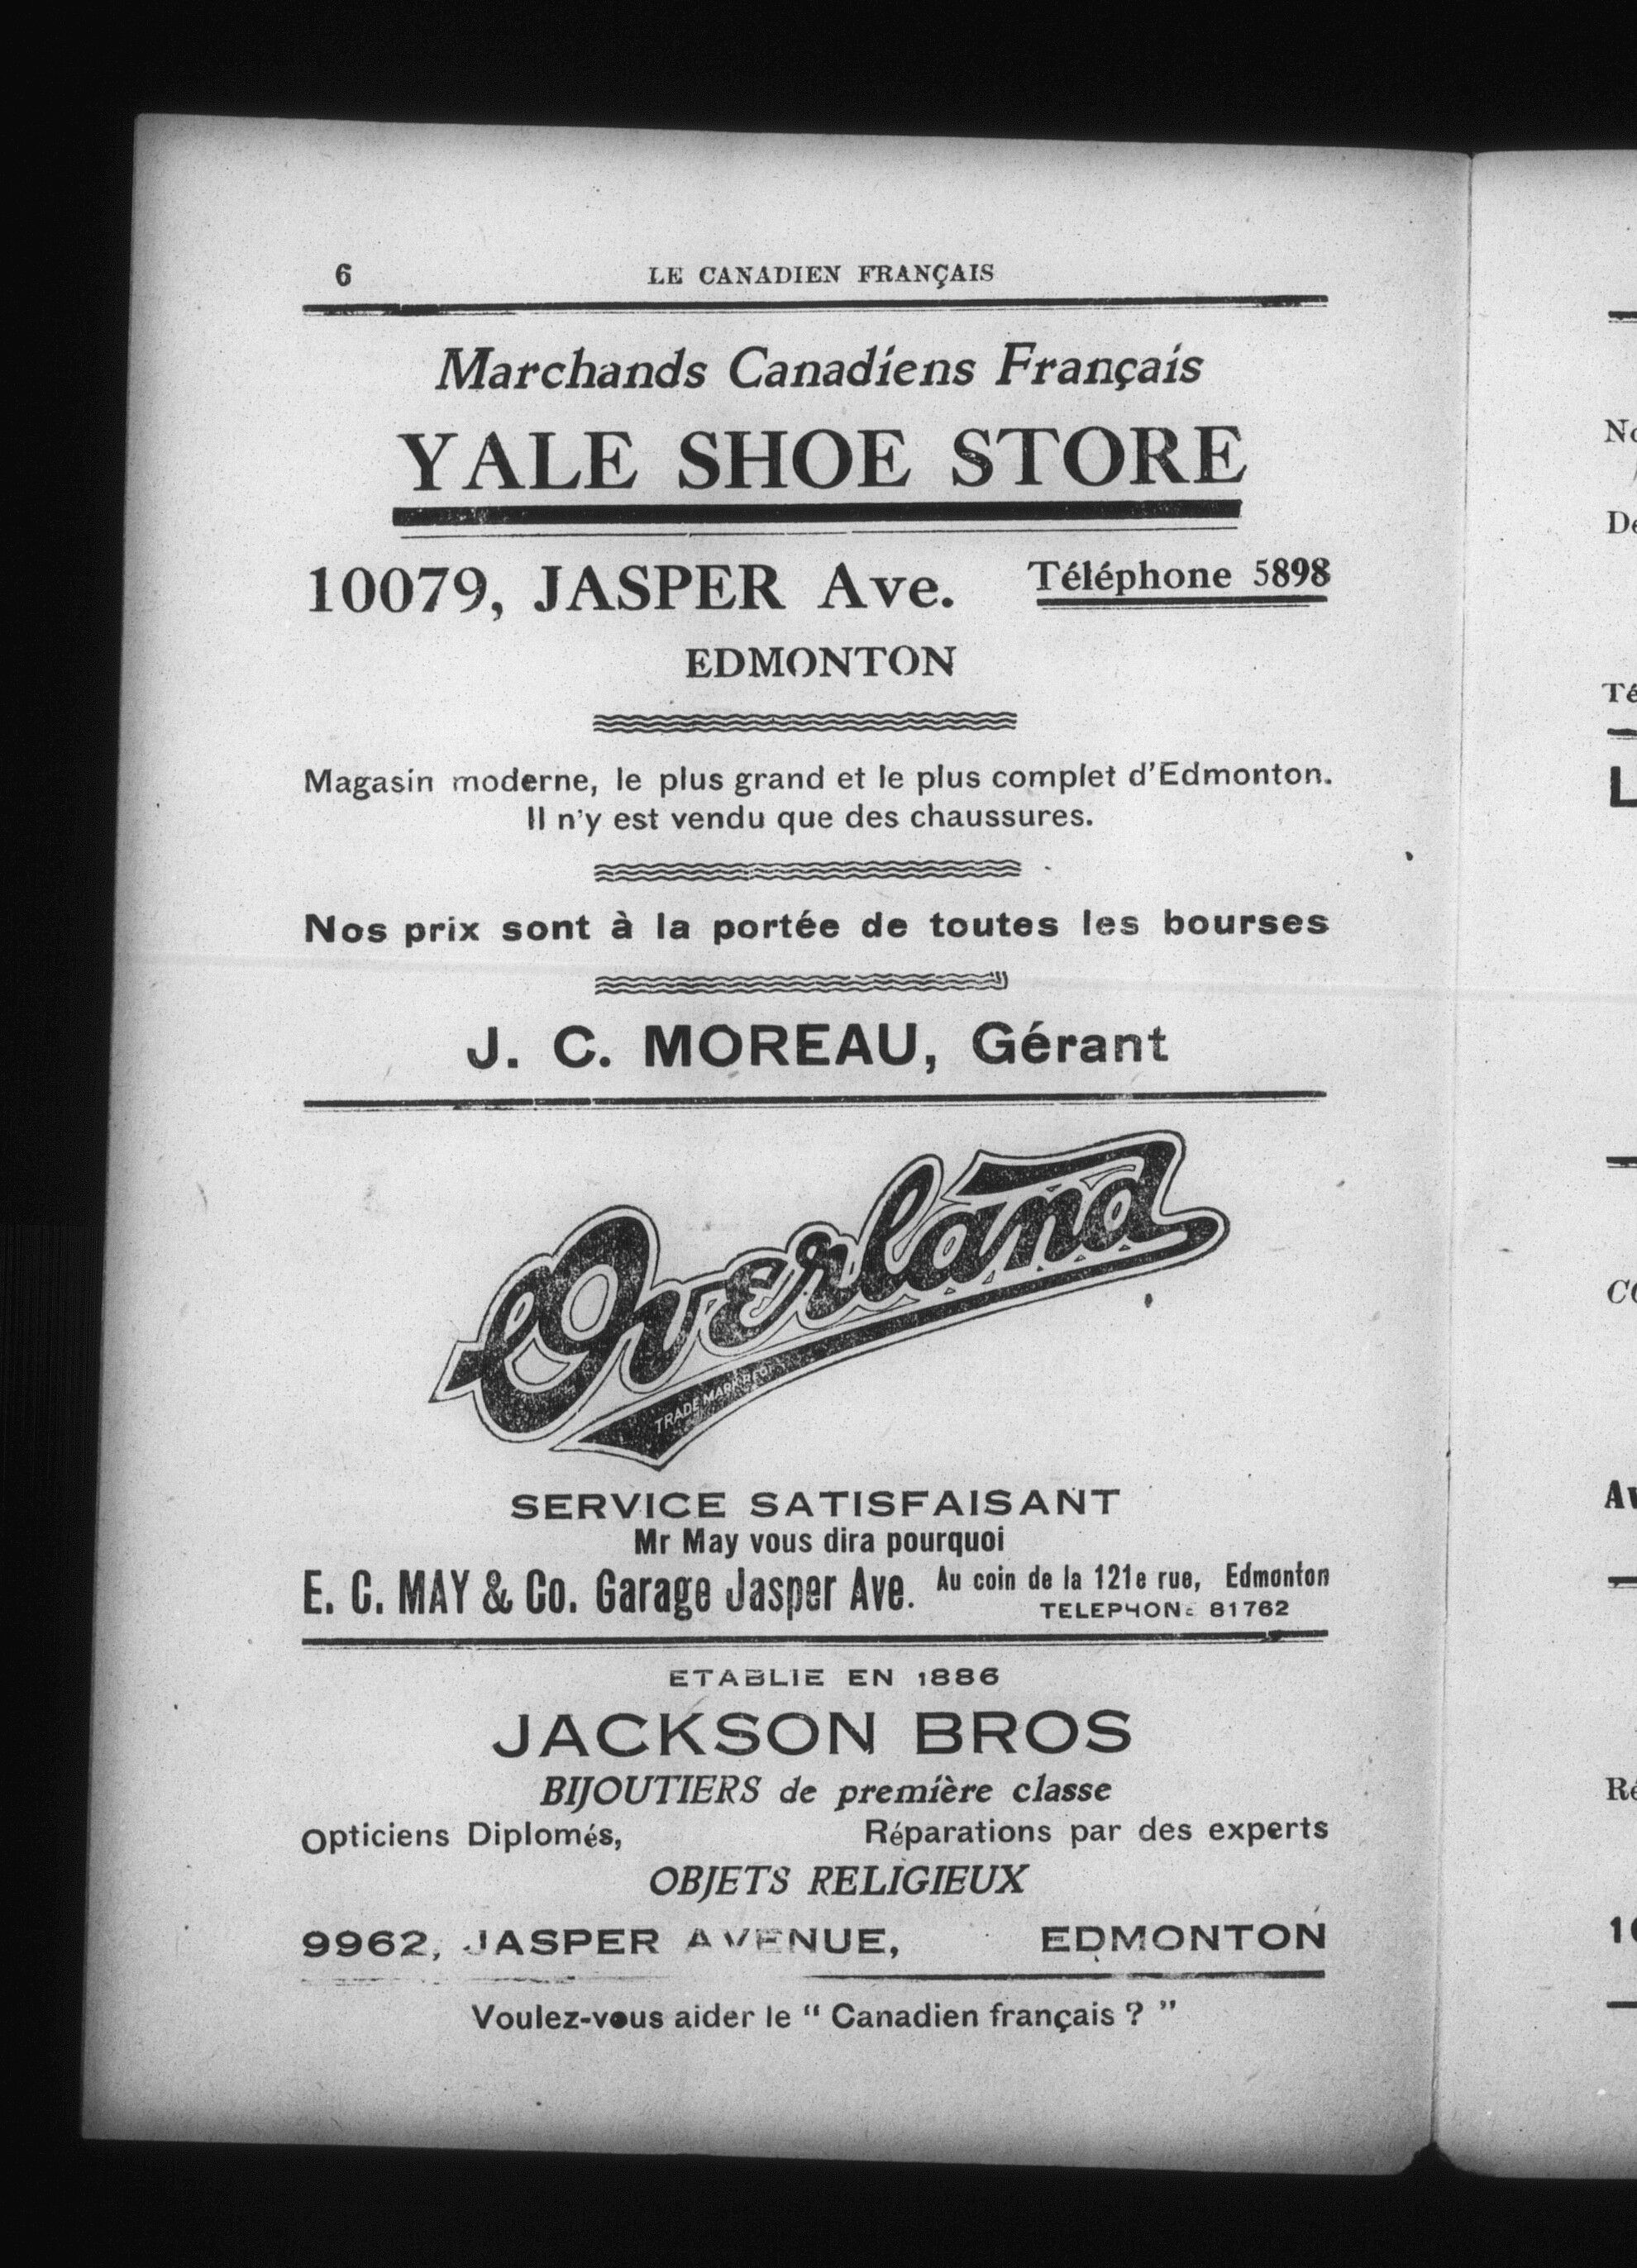 6 LE CANADIEN FRANÇAIS
Marchands Canadiens Français
YALE SHOE STORE
10079, JASPER Ave. Téléphone 5898
EDMONTON
Magasin moderne, le plus grand et le plus complet d'Edmonton.
Il n'y est vendu que des chaussures.
Nos prix sont à la portée de toutes les bourses
J. C. MOREAU, Gérant
Overland
TRADE MARK REG
SERVICE SATISFAISANT
Mr May vous dira pourquoi
E. C. MAY & Co. Garage Jasper Ave. Au coin de la 121e rue, Edmonton
TELEPHONE 81762
ETABLIE EN 1886
JACKSON BROS
BIJOUTIERS de première classe
Opticiens Diplomés, Réparations par des experts
OBJETS RELIGIEUX
9962, JASPER AVENUE, EDMONTON
Voulez-vous aider le " Canadien français ? "